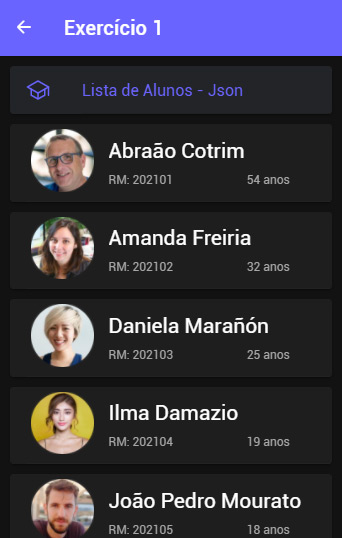 Exercício 1
Lista de Alunos - Json
Abraão Cotrim
RM: 202101 54 anos
Amanda Freiria
RM: 202102 32 anos
Daniela Marañón
RM: 202103 25 anos
Ilma Damazio
RM: 202104 19 anos
João Pedro Mourato
RM: 202105 18 anos